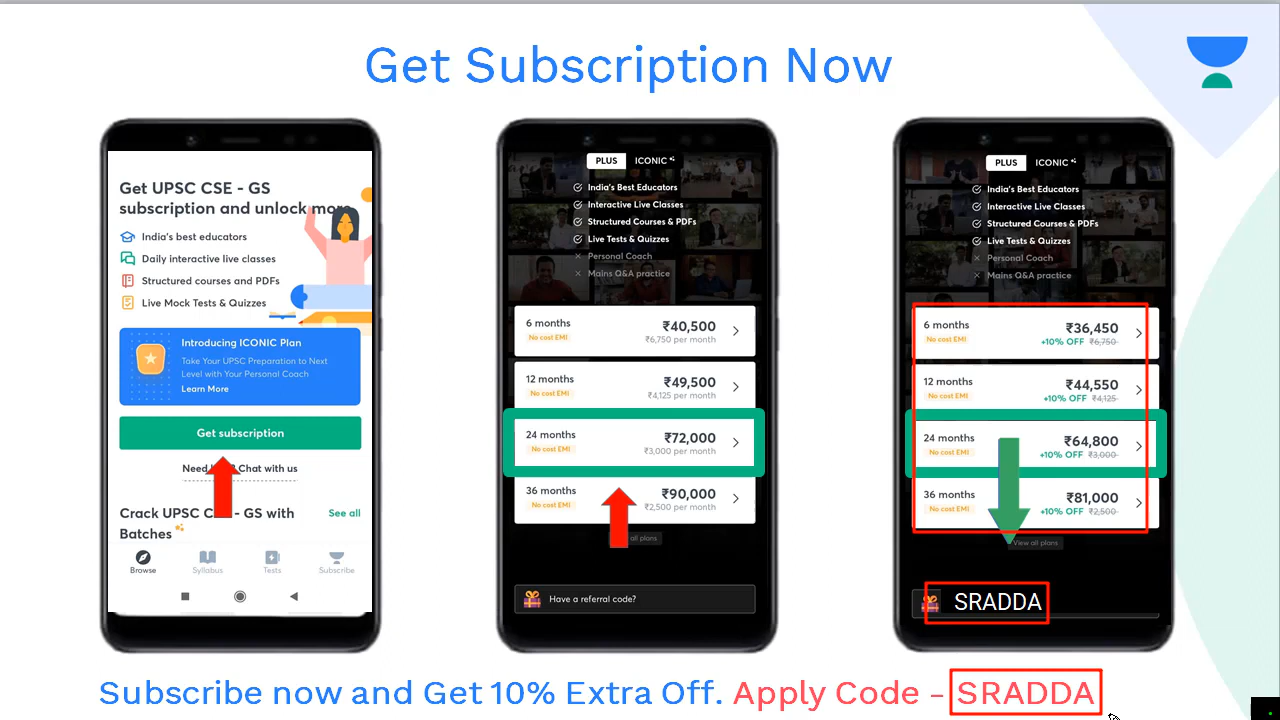 Get Subscription Now
Get UPSC CSE - GS
subscription and unlock more
India's best educators
Daily interactive live classes
Structured courses and PDFs
Live Mock Tests & Quizzes
Introducing ICONIC Plan
Take Your UPSC Preparation to Next
Level with Your Personal Coach
Learn More
Get subscription
Need Chat with us
Crack UPSC CSE - GS with
Batches
See all
Browse
Syllabus
Tests
Subscribe
PLUS ICONIC
India's Best Educators
Interactive Live Classes
Structured Courses & PDFs
Live Tests & Quizzes
Personal Coach
Mains Q&A practice
6 months ₹40,500
No cost EMI ₹6,750 per month
12 months ₹49,500
No cost EMI ₹4,125 per month
24 months ₹72,000
No cost EMI ₹3,000 per month
36 months ₹90,000
No cost EMI ₹2,500 per month
all plans
Have a referral code?
PLUS ICONIC
India's Best Educators
Interactive Live Classes
Structured Courses & PDFs
Live Tests & Quizzes
Personal Coach
Mains Q&A practice
6 months ₹36,450
No cost EMI +10% OFF ₹6,750
12 months ₹44,550
No cost EMI +10% OFF ₹4,125
24 months ₹64,800
No cost EMI +10% OFF ₹3,000
36 months ₹81,000
No cost EMI +10% OFF ₹2,500
View all plans
SRADDA
Subscribe now and Get 10% Extra Off. Apply Code - SRADDA